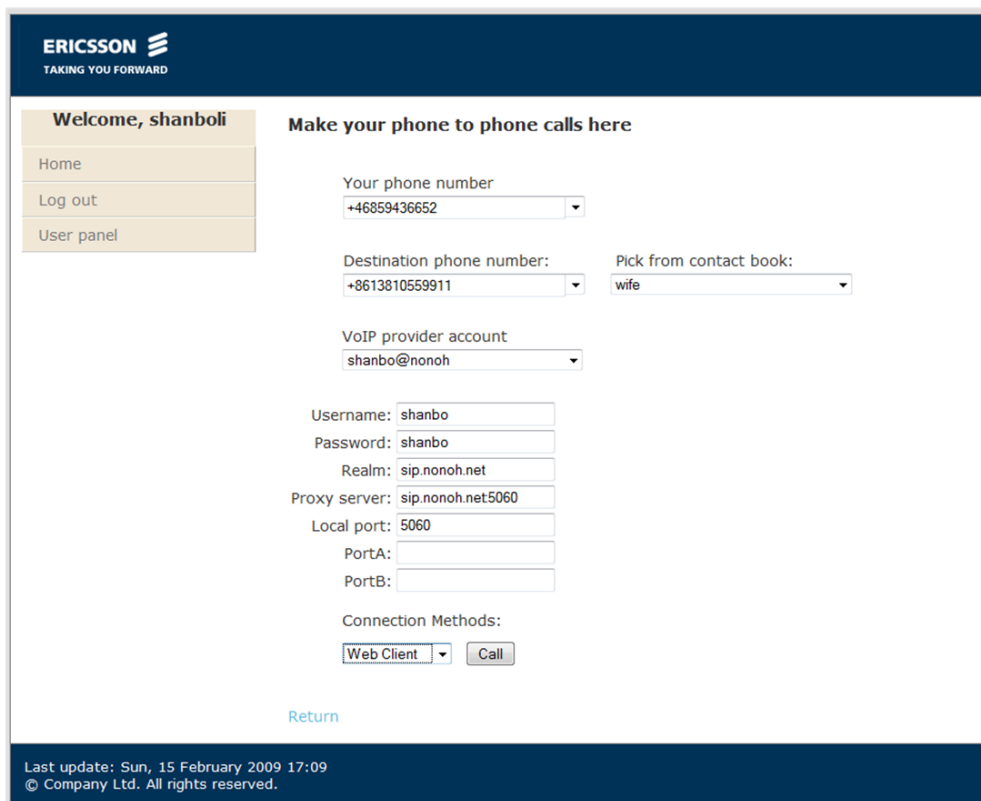 ERICSSON
TAKING YOU FORWARD
Welcome, shanboli
Home
Log out
User panel
Make your phone to phone calls here
Your phone number
+46859436652
Destination phone number:
Pick from contact book:
+8613810559911
wife
VoIP provider account
shanbo@nonoh
Username: shanbo
Password: shanbo
Realm: sip.nonoh.net
Proxy server: sip.nonoh.net:5060
Local port: 5060
PortA:
PortB:
Connection Methods:
Web Client
Call
Return
Last update: Sun, 15 February 2009 17:09
© Company Ltd. All rights reserved.